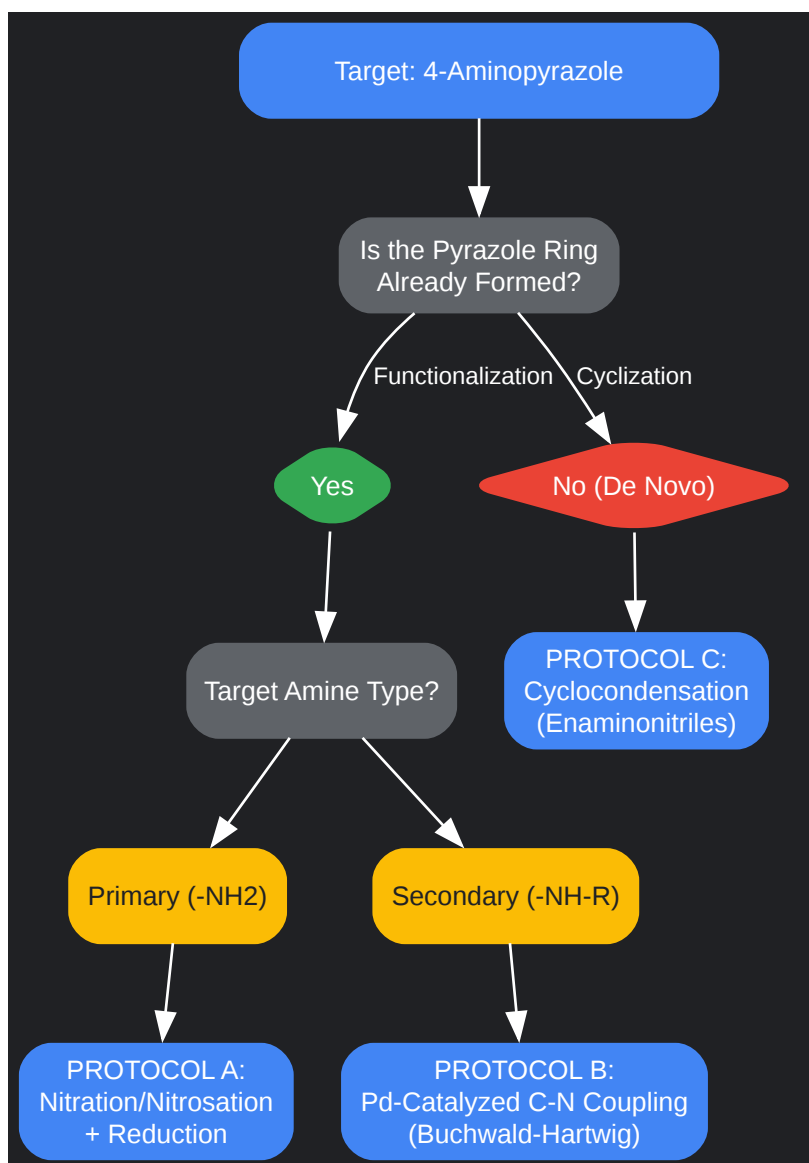 Target: 4-Aminopyrazole
Is the Pyrazole Ring
Already Formed?
Functionalization
Cyclization
Yes
No (De Novo)
Target Amine Type?
PROTOCOL C:
Cyclocondensation
(Enaminonitriles)
Primary (-NH2)
Secondary (-NH-R)
PROTOCOL A:
Nitration/Nitrosation
+ Reduction
PROTOCOL B:
Pd-Catalyzed C-N Coupling
(Buchwald-Hartwig)